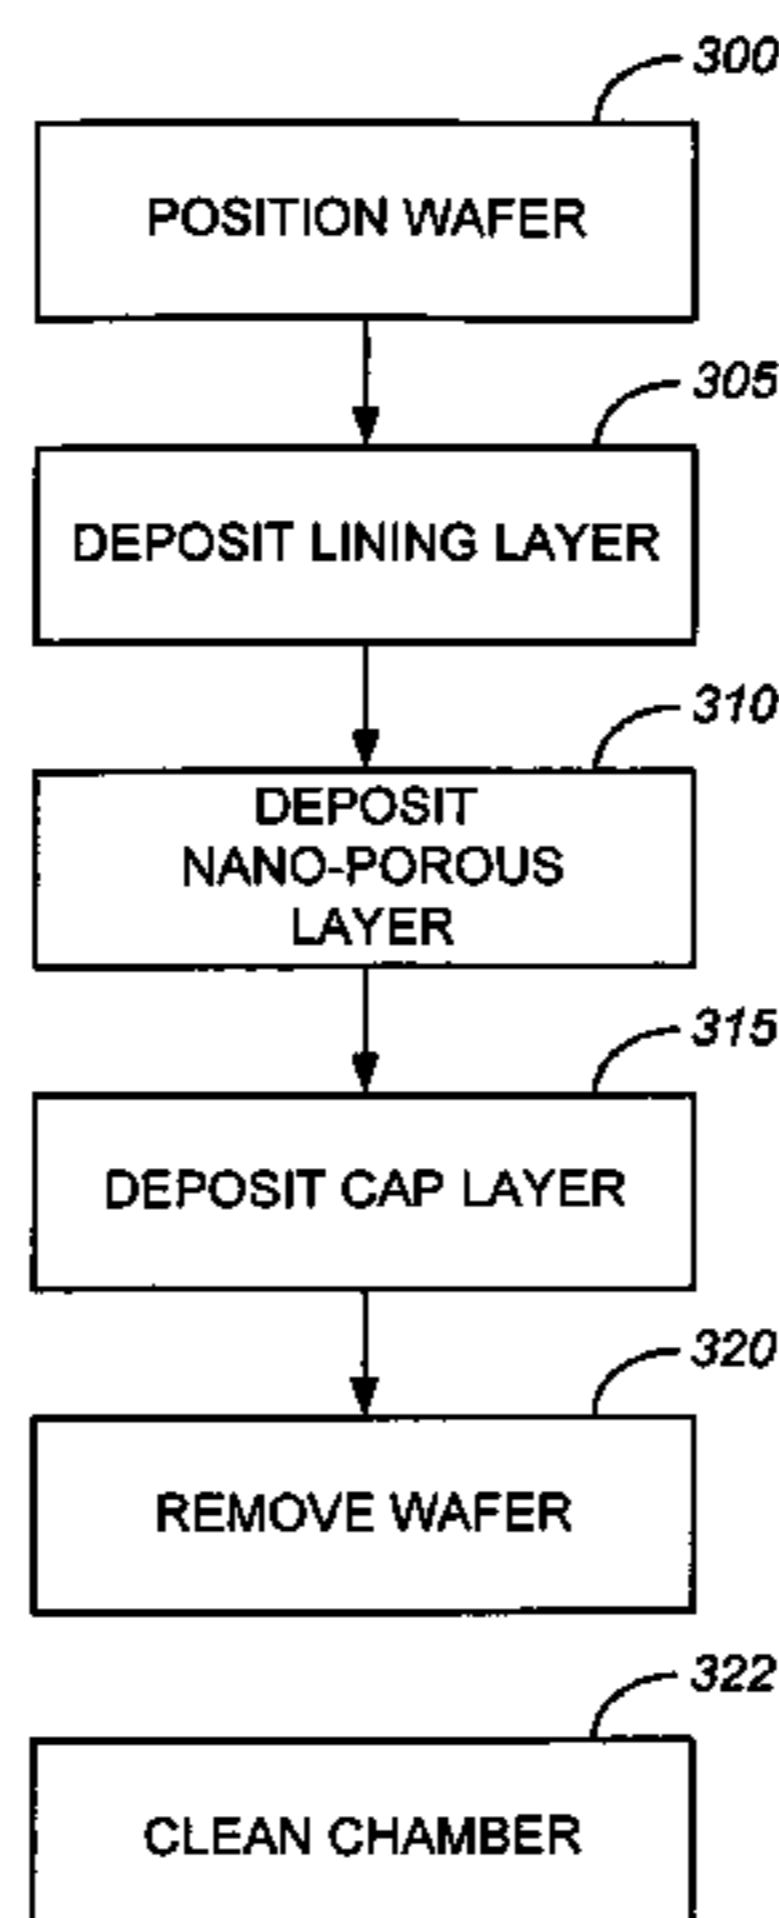 300
POSITION WAFER
305
DEPOSIT LINING LAYER
310
DEPOSIT
NANO-POROUS
LAYER
315
DEPOSIT CAP LAYER
320
REMOVE WAFER
322
CLEAN CHAMBER